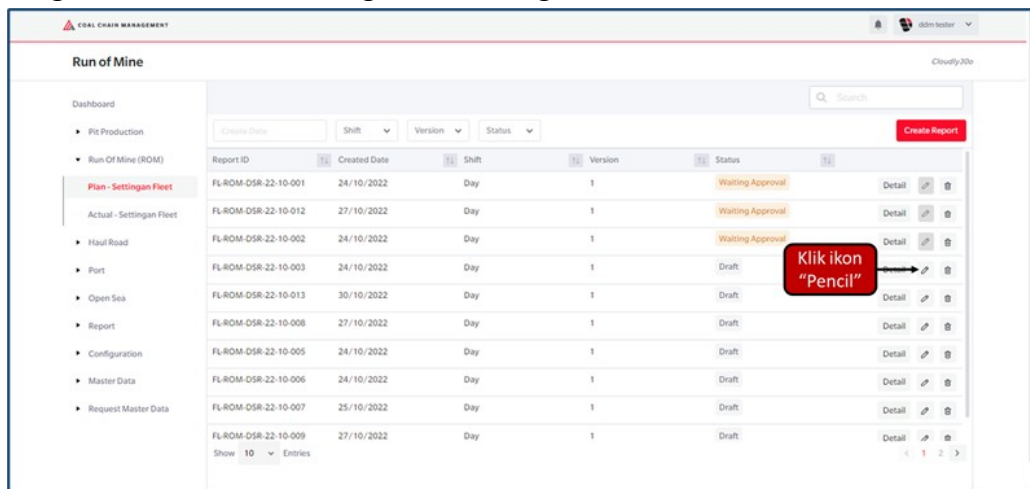 COAL CHAIN MANAGEMENT
ddm tester
Run of Mine
Cloudly30o
Dashboard
Search
Pit Production
Create Date
Shift
Version
Status
Create Report
Run Of Mine (ROM)
Report ID Created Date Shift Version Status
Plan - Settingan Fleet
FL-ROM-DSR-22-10-001 24/10/2022 Day 1 Waiting Approval Detail
Actual - Settingan Fleet
FL-ROM-DSR-22-10-012 27/10/2022 Day 1 Waiting Approval Detail
Haul Road
FL-ROM-DSR-22-10-002 24/10/2022 Day 1 Waiting Approval Detail
Klik ikon
“Pencil”
Port
FL-ROM-DSR-22-10-003 24/10/2022 Day 1 Draft Detail
Open Sea
FL-ROM-DSR-22-10-013 30/10/2022 Day 1 Draft Detail
Report
FL-ROM-DSR-22-10-008 27/10/2022 Day 1 Draft Detail
Configuration
FL-ROM-DSR-22-10-005 24/10/2022 Day 1 Draft Detail
Master Data
FL-ROM-DSR-22-10-006 24/10/2022 Day 1 Draft Detail
Request Master Data
FL-ROM-DSR-22-10-007 25/10/2022 Day 1 Draft Detail
FL-ROM-DSR-22-10-009 27/10/2022 Day 1 Draft Detail
Show 10 Entries
< 1 2 >